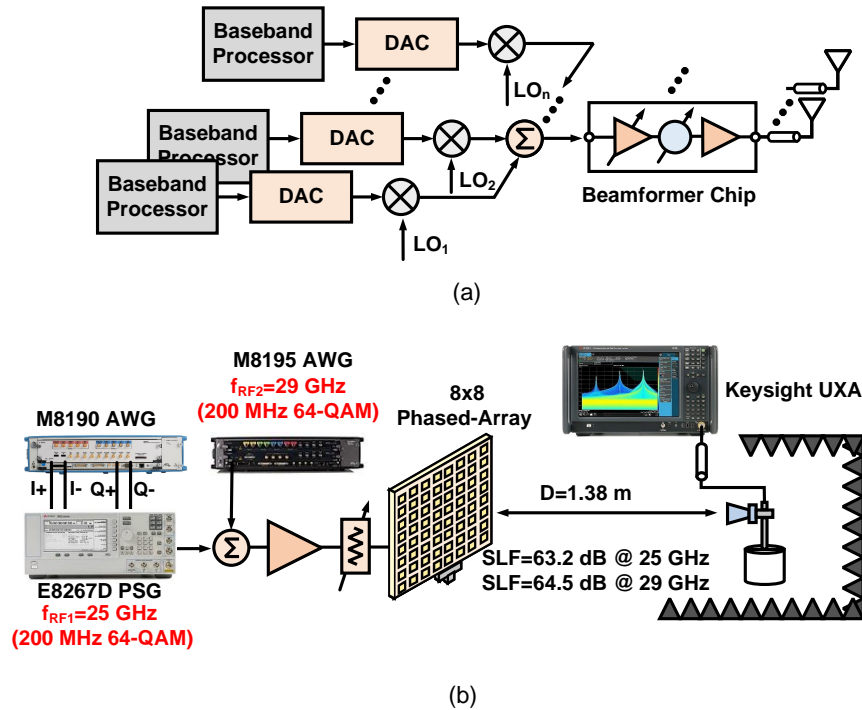 Baseband
Processor
DAC
LOn
Baseband
Processor
DAC
Σ
LO2
Beamformer Chip
Baseband
Processor
DAC
LO1
(a)
M8195 AWG
fRF2=29 GHz
(200 MHz 64-QAM)
8x8
Phased-Array
Keysight UXA
M8190 AWG
I+ I- Q+ Q-
D=1.38 m
Σ
SLF=63.2 dB @ 25 GHz
SLF=64.5 dB @ 29 GHz
E8267D PSG
fRF1=25 GHz
(200 MHz 64-QAM)
(b)